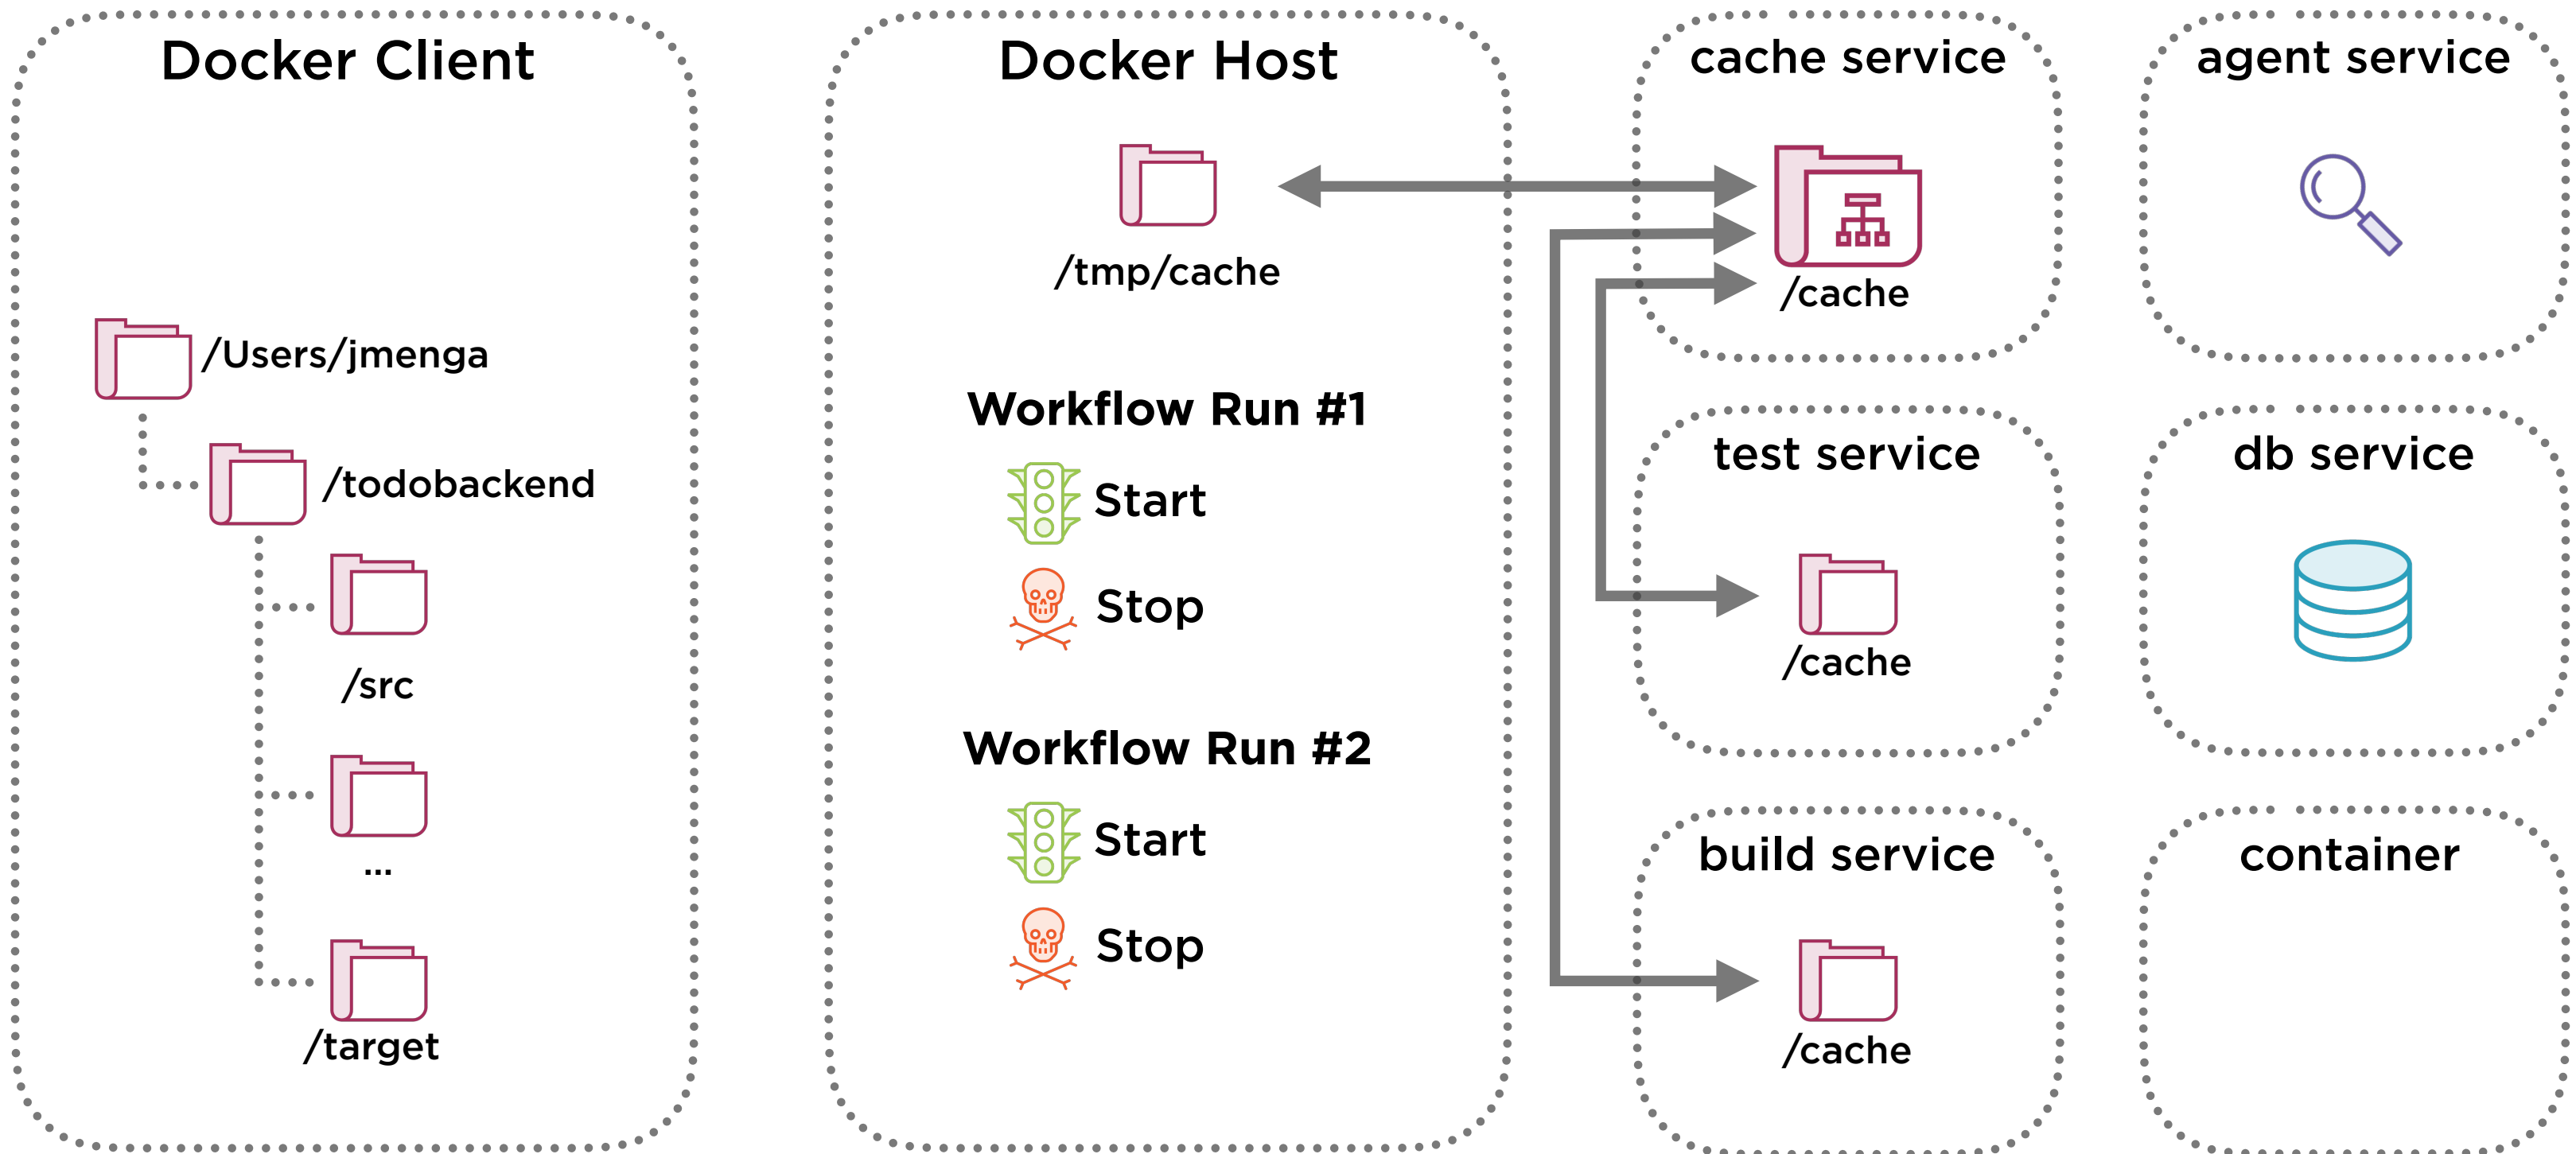 Docker Client
/Users/jmenga
/todobackend
/src
...
/target
Docker Host
/tmp/cache
Workflow Run #1
Start
Stop
Workflow Run #2
Start
Stop
cache service
/cache
test service
/cache
build service
/cache
agent service
db service
container